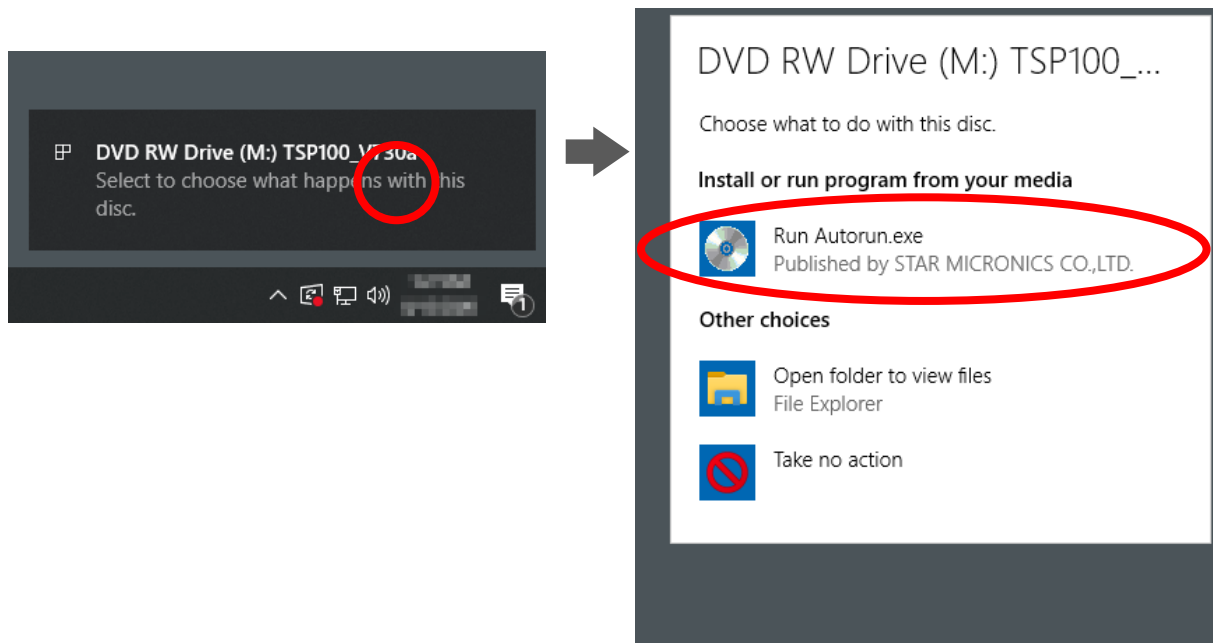 DVD RW Drive (M:) TSP100_V730a
Select to choose what happens with this
disc.
1
DVD RW Drive (M:) TSP100_...
Choose what to do with this disc.
Install or run program from your media
Run Autorun.exe
Published by STAR MICRONICS CO.,LTD.
Other choices
Open folder to view files
File Explorer
Take no action